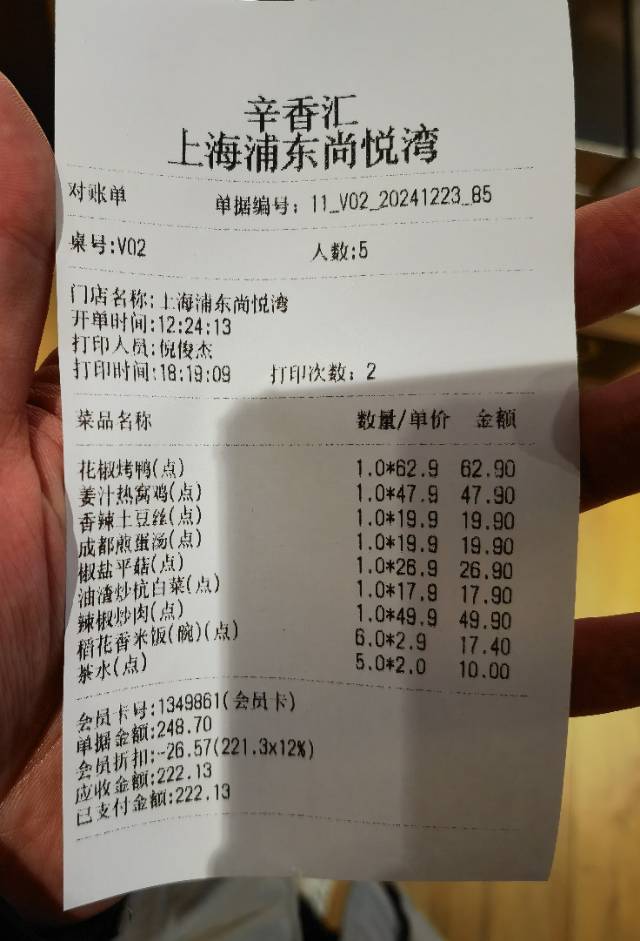 辛香汇
上海浦东尚悦湾
对账单 单据编号：11_V02_20241223_85
桌号:V02 人数:5
门店名称:上海浦东尚悦湾
开单时间:12:24:13
打印人员:倪俊杰
打印时间:18:19:09 打印次数：2
菜品名称 数量/单价 金额
花椒烤鸭(点) 1.0*62.9 62.90
姜汁热窝鸡(点) 1.0*47.9 47.90
香辣土豆丝(点) 1.0*19.9 19.90
成都煎蛋汤(点) 1.0*19.9 19.90
椒盐平菇(点) 1.0*26.9 26.90
油渣炒杭白菜(点) 1.0*17.9 17.90
辣椒炒肉(点) 1.0*49.9 49.90
稻花香米饭(碗)(点) 6.0*2.9 17.40
茶水(点) 5.0*2.0 10.00
会员卡号:1349861(会员卡)
单据金额:248.70
会员折扣:-26.57(221.3x12%)
应收金额:222.13
已支付金额:222.13